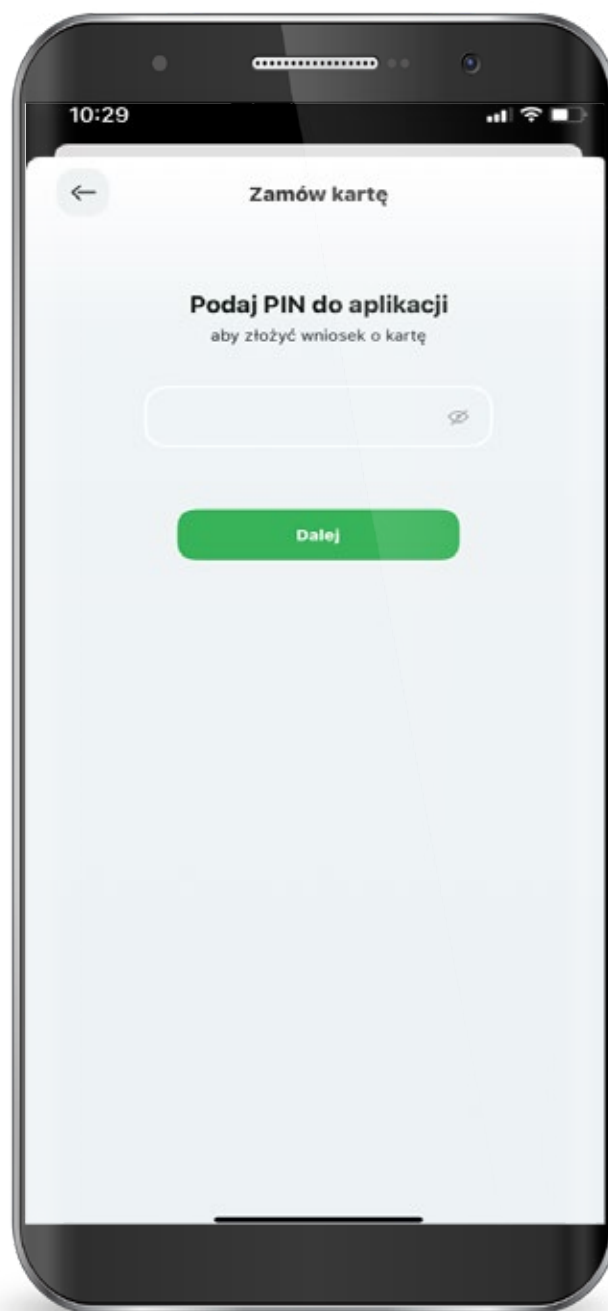 10:29
Zamów kartę
Podaj PIN do aplikacji
aby złożyć wniosek o kartę
Dalej